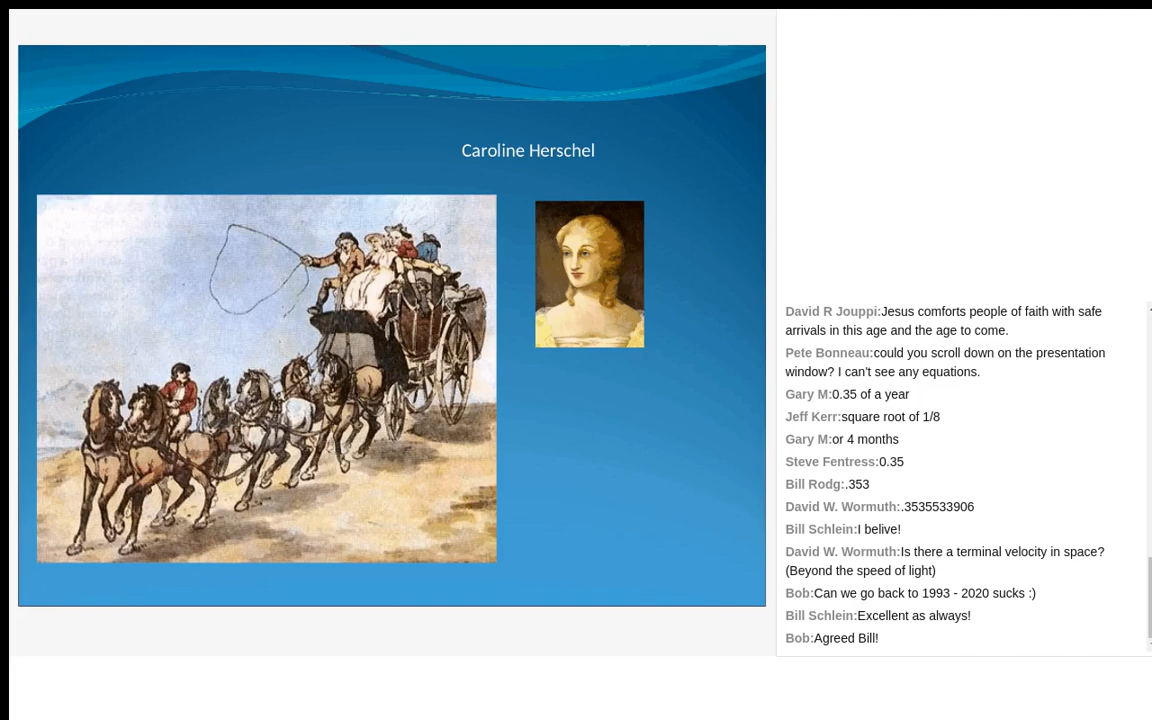 Caroline Herschel
David R Jouppi:Jesus comforts people of faith with safe
arrivals in this age and the age to come.
Pete Bonneau:could you scroll down on the presentation
window? I can't see any equations.
Gary M:0.35 of a year
Jeff Kerr:square root of 1/8
Gary M:or 4 months
Steve Fentress:0.35
Bill Rodg:.353
David W. Wormuth:.3535533906
Bill Schlein:I belive!
David W. Wormuth:Is there a terminal velocity in space?
(Beyond the speed of light)
Bob:Can we go back to 1993 - 2020 sucks :)
Bill Schlein:Excellent as always!
Bob:Agreed Bill!